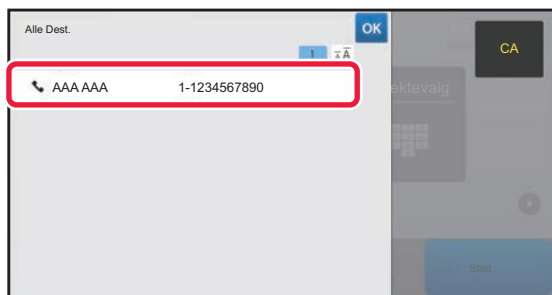 Alle Dest.
OK
1
AAA AAA 1-1234567890
CA
ektevalg
Start